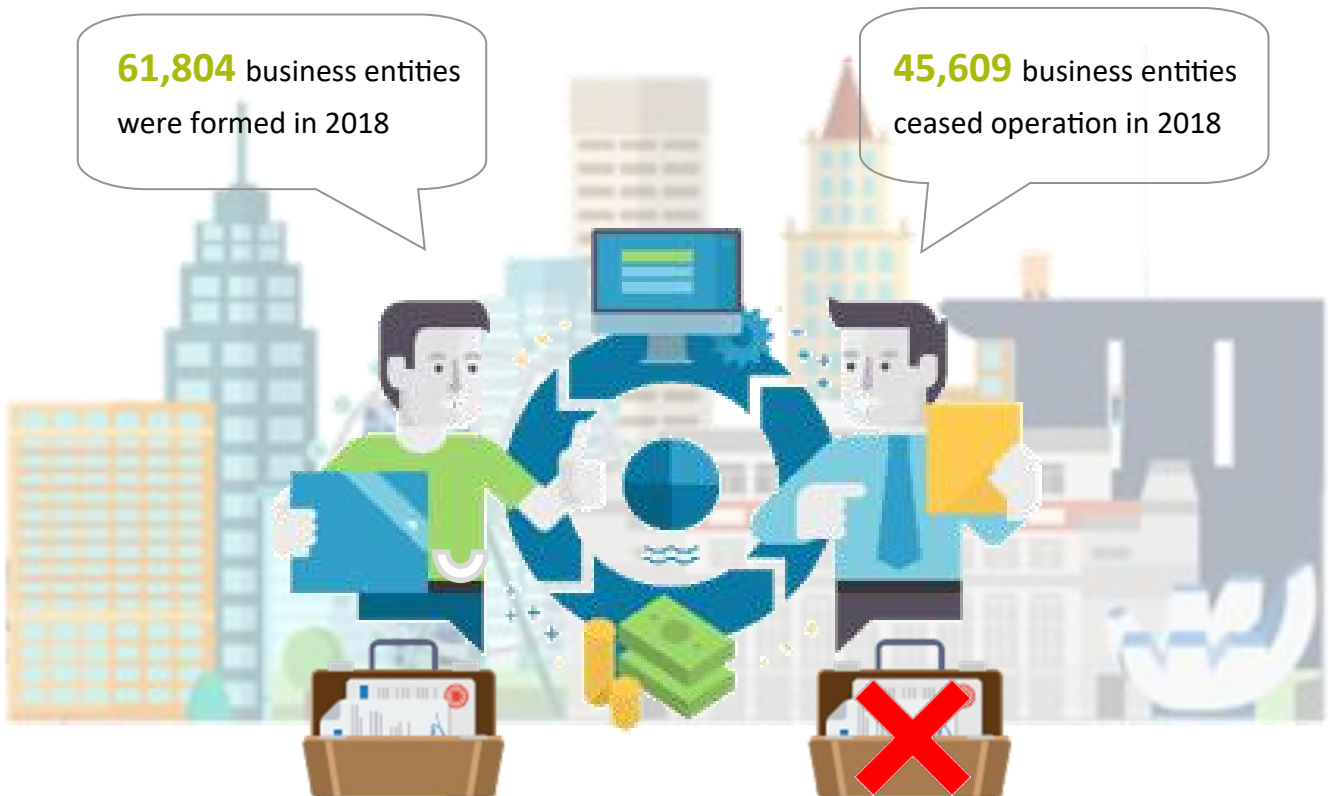 61,804 business entities
were formed in 2018
45,609 business entities
ceased operation in 2018